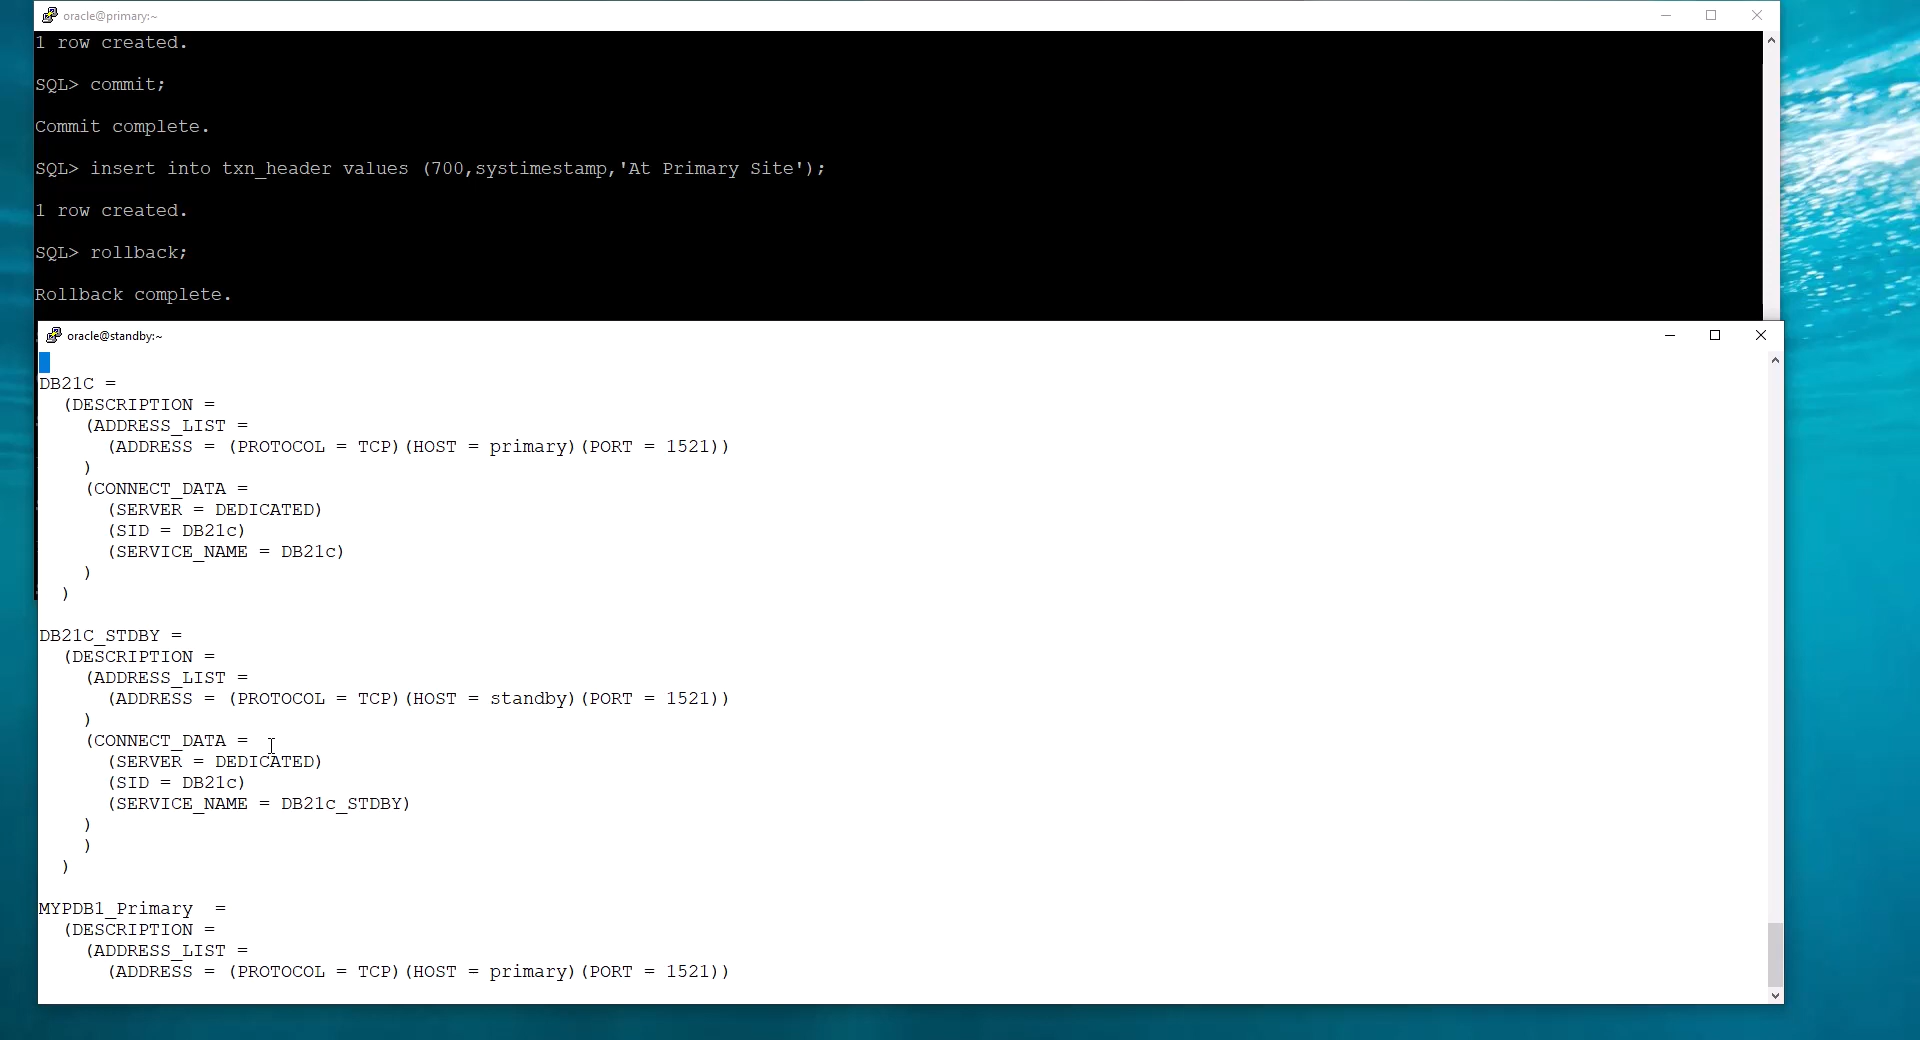 oracle@primary:~
1 row created.
SQL> commit;
Commit complete.
SQL> insert into txn_header values (700,systimestamp,'At Primary Site');
1 row created.
SQL> rollback;
Rollback complete.
oracle@standby:~
DB21C =
  (DESCRIPTION =
    (ADDRESS_LIST =
      (ADDRESS = (PROTOCOL = TCP)(HOST = primary)(PORT = 1521))
    )
    (CONNECT_DATA =
      (SERVER = DEDICATED)
      (SID = DB21c)
      (SERVICE_NAME = DB21c)
    )
  )
DB21C_STDBY =
  (DESCRIPTION =
    (ADDRESS_LIST =
      (ADDRESS = (PROTOCOL = TCP)(HOST = standby)(PORT = 1521))
    )
    (CONNECT_DATA =
      (SERVER = DEDICATED)
      (SID = DB21c)
      (SERVICE_NAME = DB21c_STDBY)
    )
    )
  )
MYPDB1_Primary  =
  (DESCRIPTION =
    (ADDRESS_LIST =
      (ADDRESS = (PROTOCOL = TCP)(HOST = primary)(PORT = 1521))